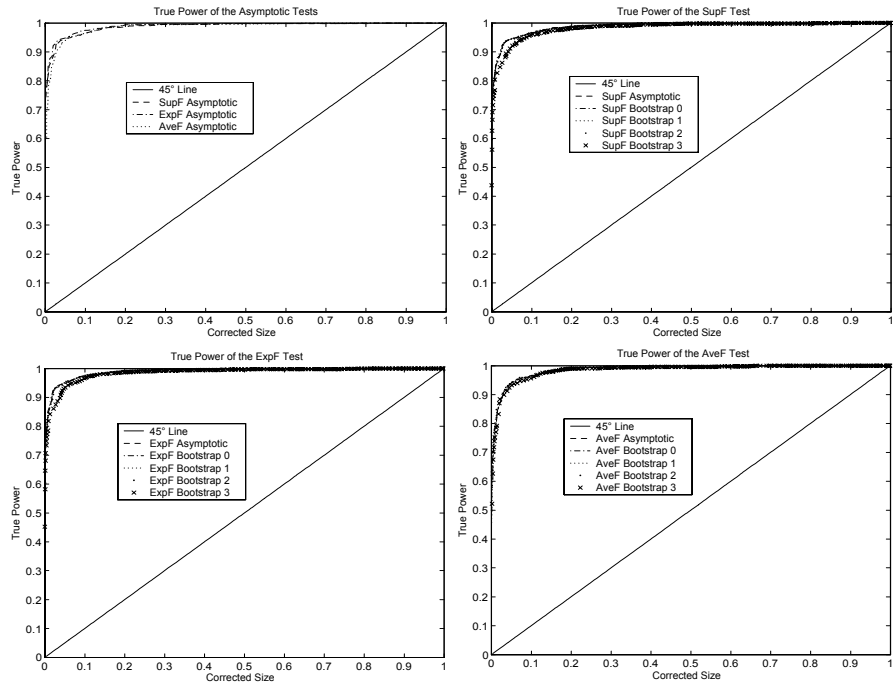 True Power of the Asymptotic Tests
1
0.9
0.8
0.7
0.6
0.5
0.4
0.3
0.2
0.1
0
True Power
45° Line
SupF Asymptotic
ExpF Asymptotic
AveF Asymptotic
0 0.1 0.2 0.3 0.4 0.5 0.6 0.7 0.8 0.9 1
Corrected Size
True Power of the SupF Test
1
0.9
0.8
0.7
0.6
0.5
0.4
0.3
0.2
0.1
0
True Power
45° Line
SupF Asymptotic
SupF Bootstrap 0
SupF Bootstrap 1
SupF Bootstrap 2
SupF Bootstrap 3
0 0.1 0.2 0.3 0.4 0.5 0.6 0.7 0.8 0.9 1
Corrected Size
True Power of the ExpF Test
1
0.9
0.8
0.7
0.6
0.5
0.4
0.3
0.2
0.1
0
True Power
45° Line
ExpF Asymptotic
ExpF Bootstrap 0
ExpF Bootstrap 1
ExpF Bootstrap 2
ExpF Bootstrap 3
0 0.1 0.2 0.3 0.4 0.5 0.6 0.7 0.8 0.9 1
Corrected Size
True Power of the AveF Test
1
0.9
0.8
0.7
0.6
0.5
0.4
0.3
0.2
0.1
0
True Power
45° Line
AveF Asymptotic
AveF Bootstrap 0
AveF Bootstrap 1
AveF Bootstrap 2
AveF Bootstrap 3
0 0.1 0.2 0.3 0.4 0.5 0.6 0.7 0.8 0.9 1
Corrected Size